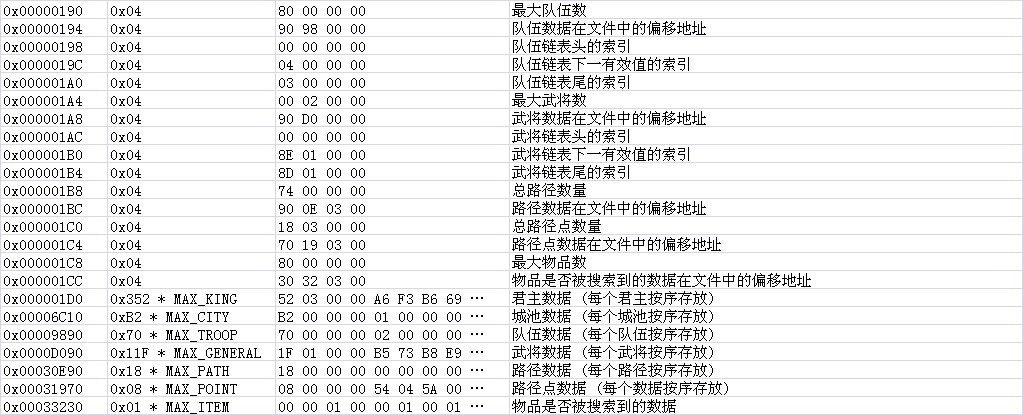 0x00000190 0x04 80 00 00 00 最大队伍数
0x00000194 0x04 90 98 00 00 队伍数据在文件中的偏移地址
0x00000198 0x04 00 00 00 00 队伍链表头的索引
0x0000019C 0x04 04 00 00 00 队伍链表下一有效值的索引
0x000001A0 0x04 03 00 00 00 队伍链表尾的索引
0x000001A4 0x04 00 02 00 00 最大武将数
0x000001A8 0x04 90 D0 00 00 武将数据在文件中的偏移地址
0x000001AC 0x04 00 00 00 00 武将链表头的索引
0x000001B0 0x04 8E 01 00 00 武将链表下一有效值的索引
0x000001B4 0x04 8D 01 00 00 武将链表尾的索引
0x000001B8 0x04 74 00 00 00 总路径数量
0x000001BC 0x04 90 0E 03 00 路径数据在文件中的偏移地址
0x000001C0 0x04 18 03 00 00 总路径点数量
0x000001C4 0x04 70 19 03 00 路径点数据在文件中的偏移地址
0x000001C8 0x04 80 00 00 00 最大物品数
0x000001CC 0x04 30 32 03 00 物品是否被搜索到的数据在文件中的偏移地址
0x000001D0 0x352 * MAX_KING 52 03 00 00 A6 F3 B6 69 … 君主数据（每个君主按序存放）
0x00006C10 0xB2 * MAX_CITY B2 00 00 00 01 00 00 00 … 城池数据（每个城池按序存放）
0x00009890 0x70 * MAX_TROOP 70 00 00 00 02 00 00 00 … 队伍数据（每个队伍按序存放）
0x0000D090 0x11F * MAX_GENERAL 1F 01 00 00 B5 73 B8 E9 … 武将数据（每个武将按序存放）
0x00030E90 0x18 * MAX_PATH 18 00 00 00 00 00 00 00 … 路径数据（每个路径按序存放）
0x00031970 0x08 * MAX_POINT 08 00 00 00 54 04 5A 00 … 路径点数据（每个数据按序存放）
0x00033230 0x01 * MAX_ITEM 00 00 01 00 00 01 00 01 … 物品是否被搜索到的数据